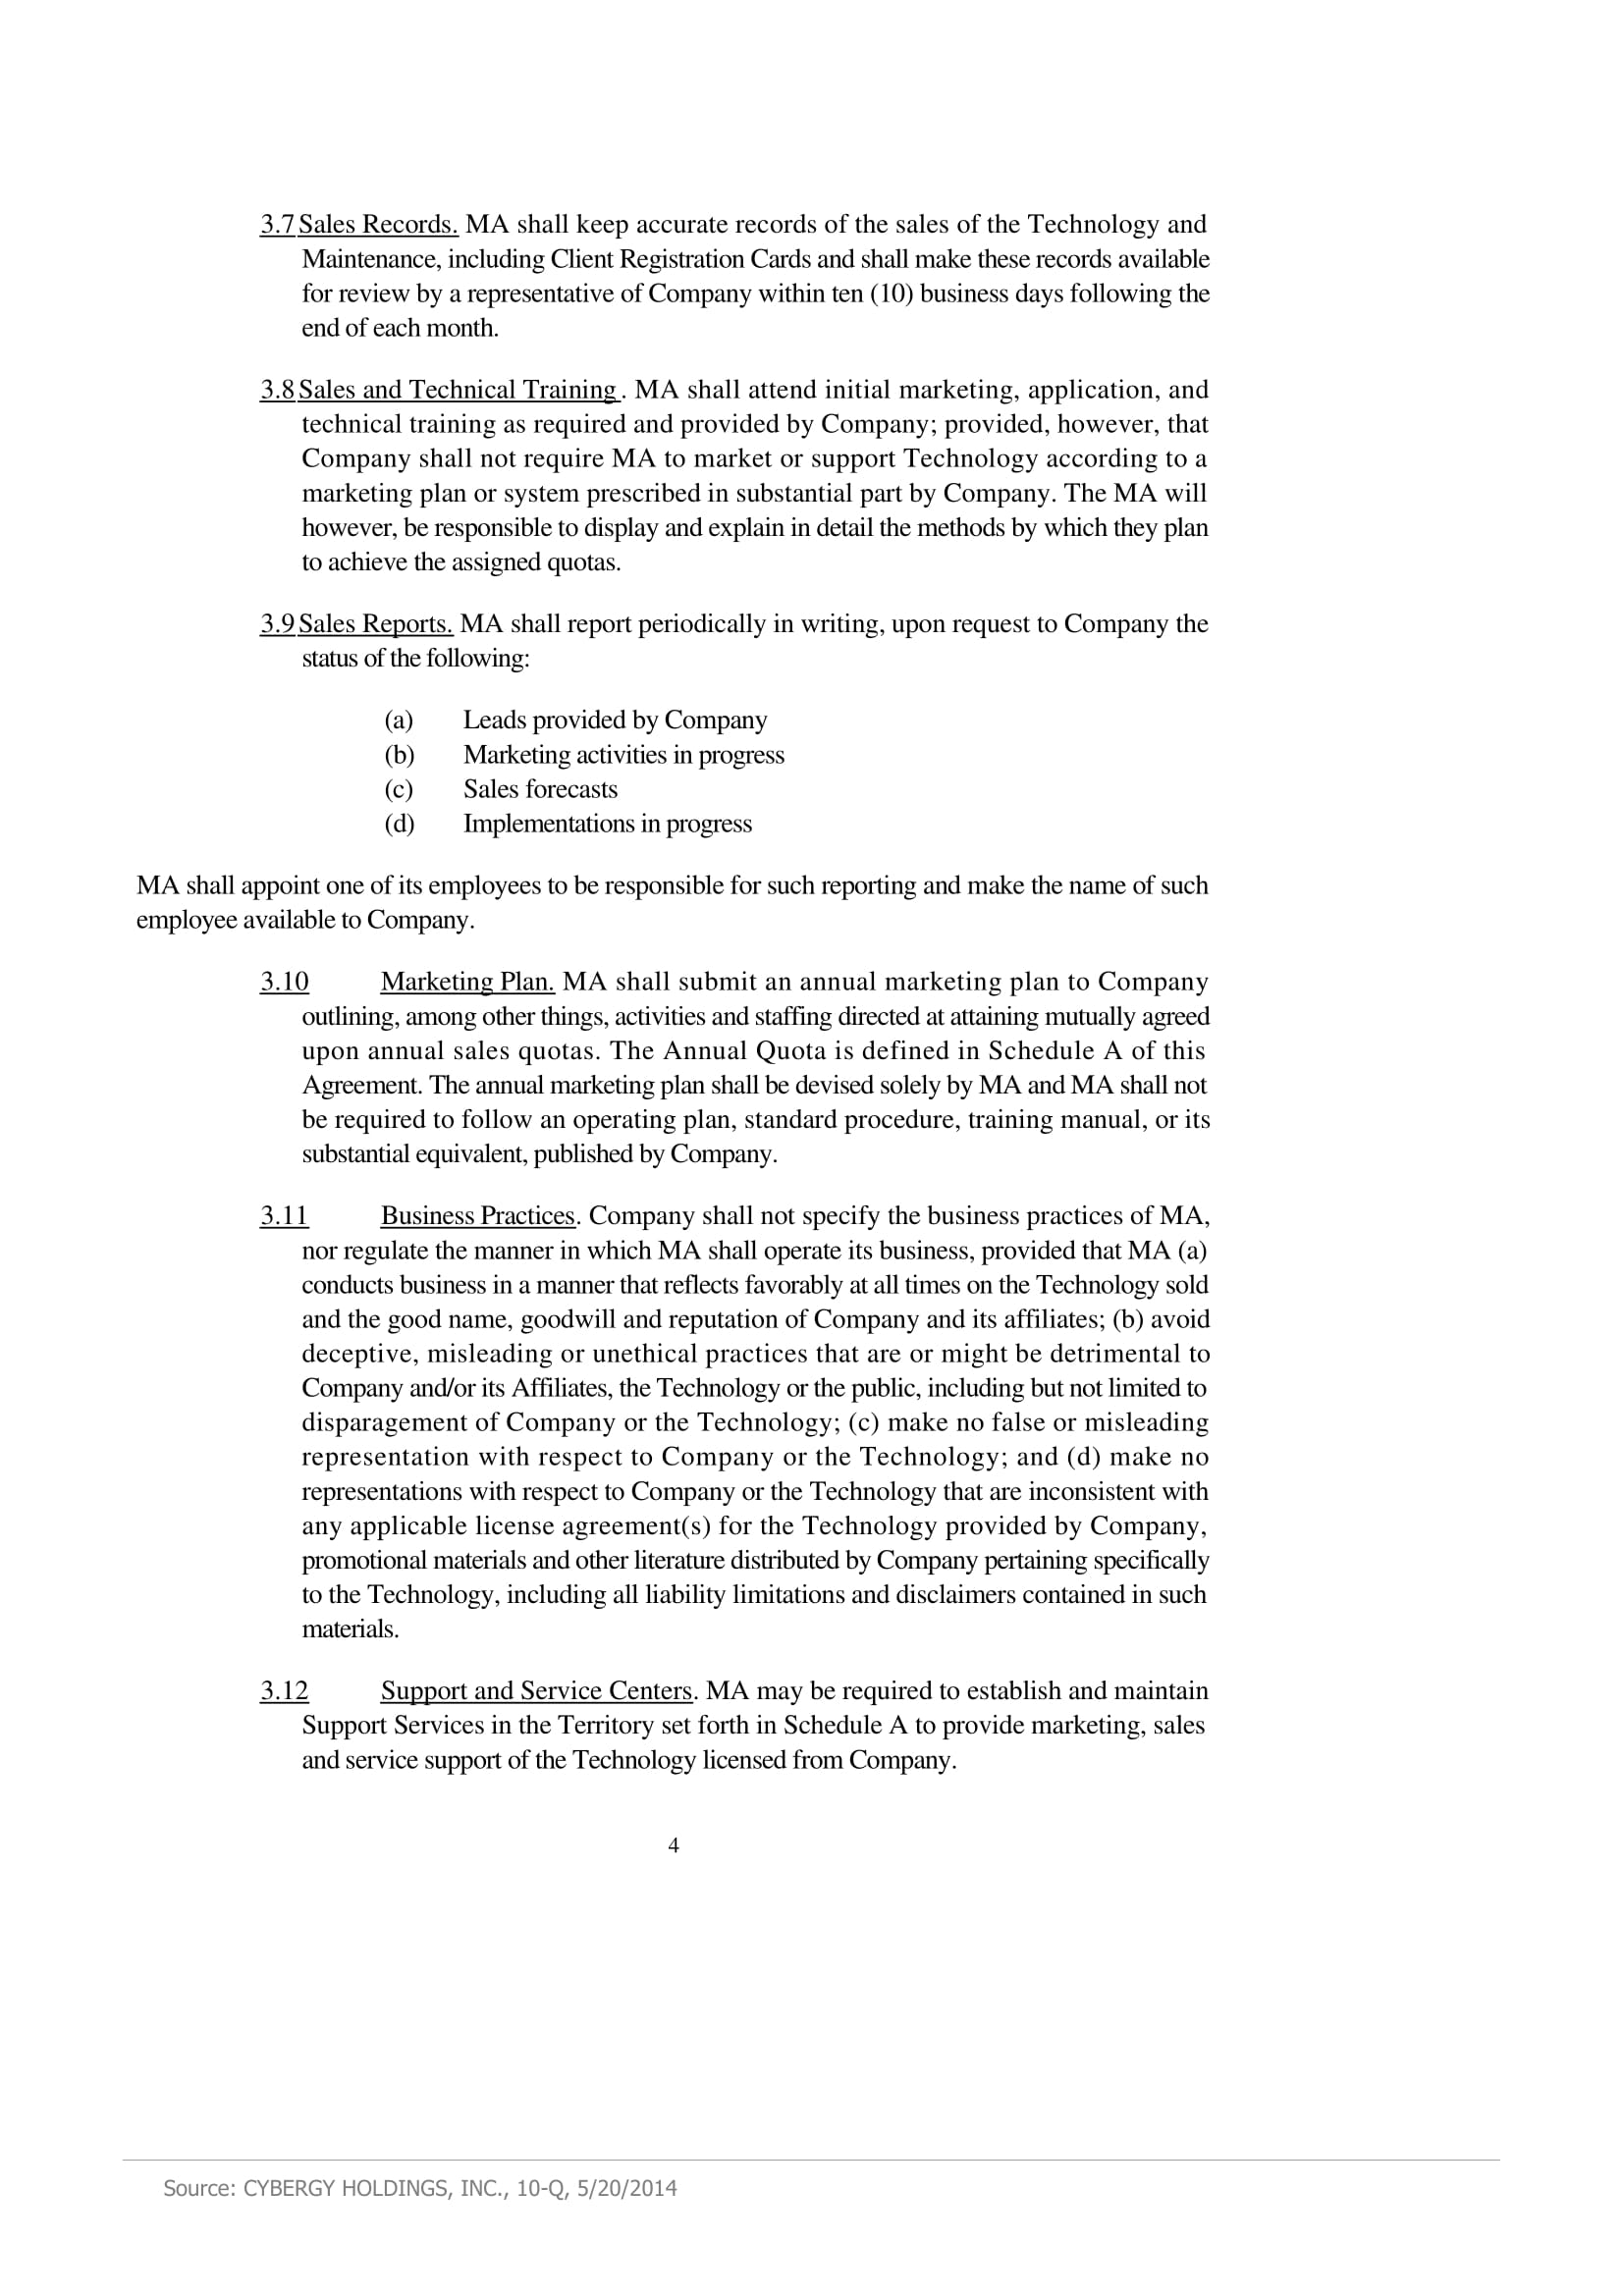 3.7 Sales Records. MA shall keep accurate records of the sales of the Technology and
Maintenance, including Client Registration Cards and shall make these records available
for review by a representative of Company within ten (10) business days following the
end of each month.
3.8 Sales and Technical Training . MA shall attend initial marketing, application, and
technical training as required and provided by Company; provided, however, that
Company shall not require MA to market or support Technology according to a
marketing plan or system prescribed in substantial part by Company. The MA will
however, be responsible to display and explain in detail the methods by which they plan
to achieve the assigned quotas.
3.9 Sales Reports. MA shall report periodically in writing, upon request to Company the
status of the following:
(a) Leads provided by Company
(b) Marketing activities in progress
(c) Sales forecasts
(d) Implementations in progress
MA shall appoint one of its employees to be responsible for such reporting and make the name of such
employee available to Company.
3.10 Marketing Plan. MA shall submit an annual marketing plan to Company
outlining, among other things, activities and staffing directed at attaining mutually agreed
upon annual sales quotas. The Annual Quota is defined in Schedule A of this
Agreement. The annual marketing plan shall be devised solely by MA and MA shall not
be required to follow an operating plan, standard procedure, training manual, or its
substantial equivalent, published by Company.
3.11 Business Practices. Company shall not specify the business practices of MA,
nor regulate the manner in which MA shall operate its business, provided that MA (a)
conducts business in a manner that reflects favorably at all times on the Technology sold
and the good name, goodwill and reputation of Company and its affiliates; (b) avoid
deceptive, misleading or unethical practices that are or might be detrimental to
Company and/or its Affiliates, the Technology or the public, including but not limited to
disparagement of Company or the Technology; (c) make no false or misleading
representation with respect to Company or the Technology; and (d) make no
representations with respect to Company or the Technology that are inconsistent with
any applicable license agreement(s) for the Technology provided by Company,
promotional materials and other literature distributed by Company pertaining specifically
to the Technology, including all liability limitations and disclaimers contained in such
materials.
3.12 Support and Service Centers. MA may be required to establish and maintain
Support Services in the Territory set forth in Schedule A to provide marketing, sales
and service support of the Technology licensed from Company.
4
Source: CYBERGY HOLDINGS, INC., 10-Q, 5/20/2014